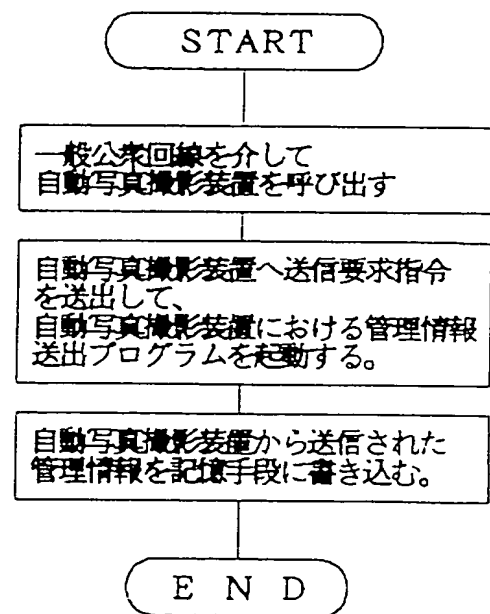 START
一般公衆回線を介して
自動写真撮影装置を呼び出す
自動写真撮影装置へ送信要求指令
を送出して、
自動写真撮影装置における管理情報
送出プログラムを起動する。
自動写真撮影装置から送信された
管理情報を記憶手段に書き込む。
END